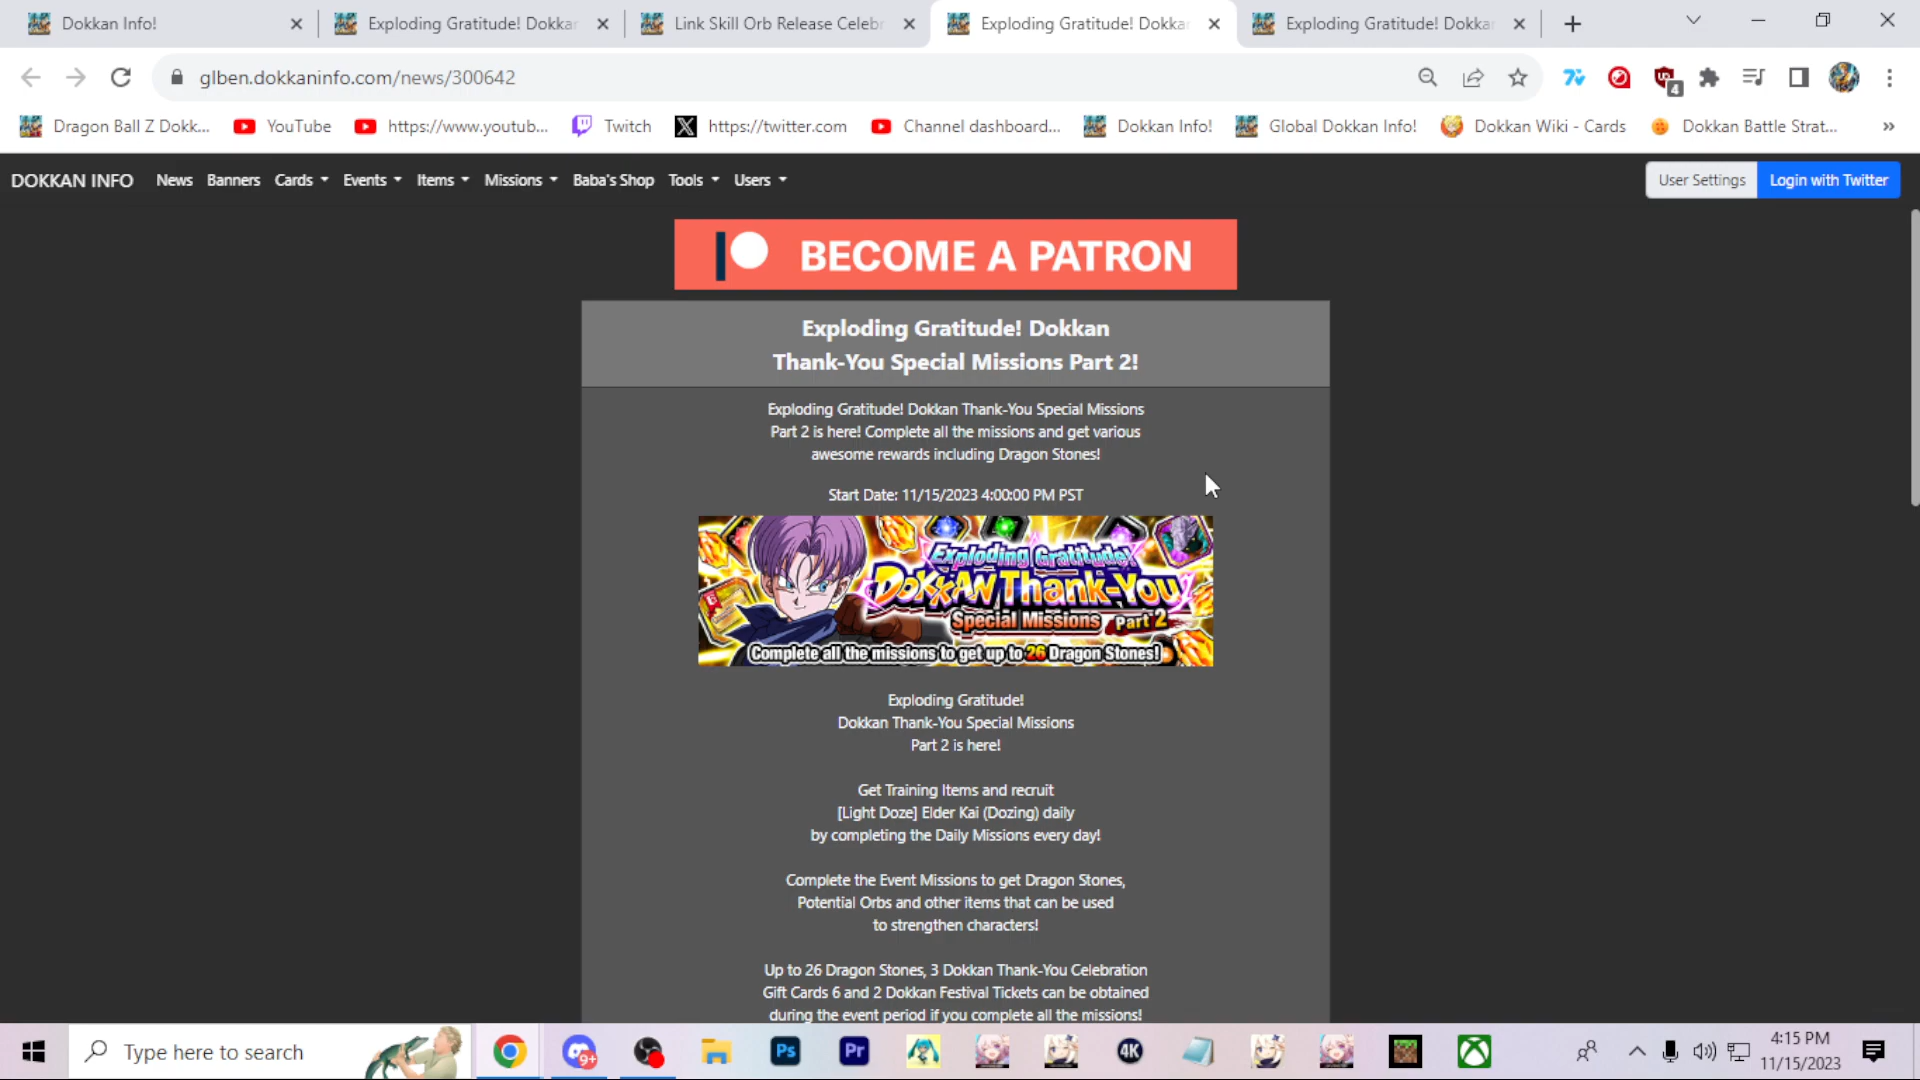 Dokkan Info!
Exploding Gratitude! Dokka
Link Skill Orb Release Celebr
Exploding Gratitude! Dokka
Exploding Gratitude! Dokka
glben.dokkaninfo.com/news/300642
4
Dragon Ball Z Dokk...
YouTube
https://www.youtub...
Twitch
https://twitter.com
Channel dashboard...
Dokkan Info!
Global Dokkan Info!
Dokkan Wiki - Cards
Dokkan Battle Strat...
»
DOKKAN INFO
News
Banners
Cards
Events
Items
Missions
Baba's Shop
Tools
Users
User Settings
Login with Twitter
BECOME A PATRON
Exploding Gratitude! Dokkan
Thank-You Special Missions Part 2!
Exploding Gratitude! Dokkan Thank-You Special Missions
Part 2 is here! Complete all the missions and get various
awesome rewards including Dragon Stones!
Start Date: 11/15/2023 4:00:00 PM PST
Exploding Gratitude!
DOKKAN Thank-You
Special Missions Part 2
Complete all the missions to get up to 26 Dragon Stones!
Exploding Gratitude!
Dokkan Thank-You Special Missions
Part 2 is here!
Get Training Items and recruit
[Light Doze] Elder Kai (Dozing) daily
by completing the Daily Missions every day!
Complete the Event Missions to get Dragon Stones,
Potential Orbs and other items that can be used
to strengthen characters!
Up to 26 Dragon Stones, 3 Dokkan Thank-You Celebration
Gift Cards 6 and 2 Dokkan Festival Tickets can be obtained
during the event period if you complete all the missions!
Type here to search
9+
Ps
Pr
4K
4:15 PM
11/15/2023